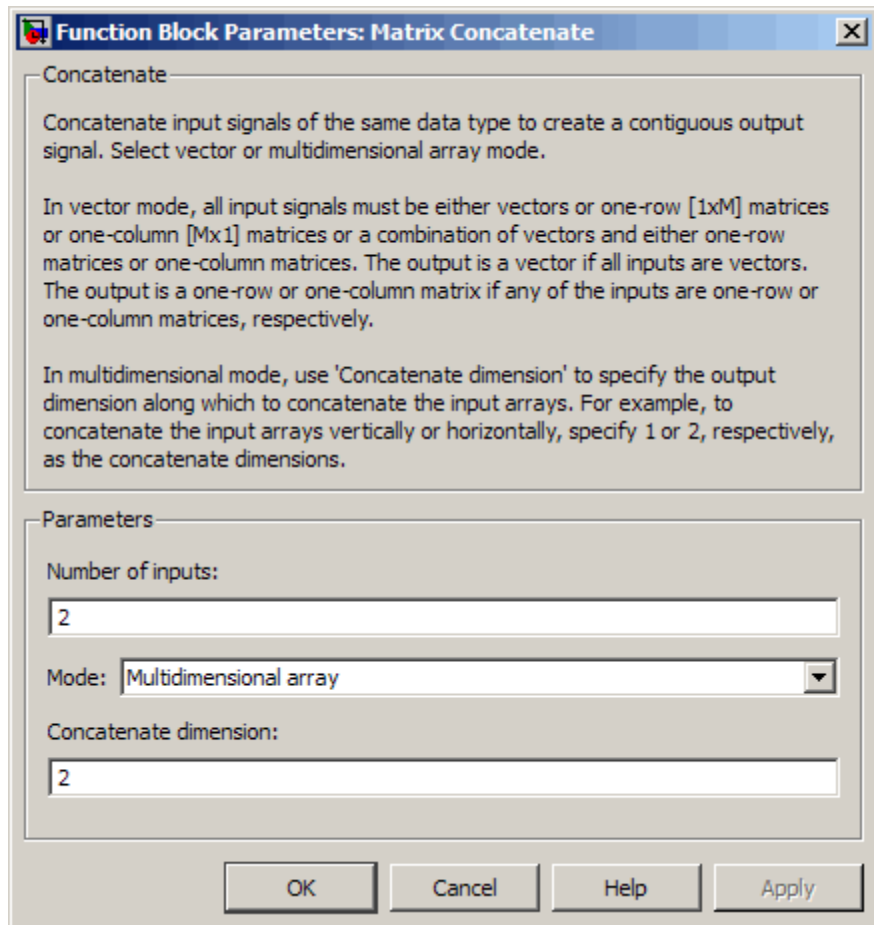 Function Block Parameters: Matrix Concatenate
Concatenate
Concatenate input signals of the same data type to create a contiguous output
signal. Select vector or multidimensional array mode.
In vector mode, all input signals must be either vectors or one-row [1xM] matrices
or one-column [Mx1] matrices or a combination of vectors and either one-row
matrices or one-column matrices. The output is a vector if all inputs are vectors.
The output is a one-row or one-column matrix if any of the inputs are one-row or
one-column matrices, respectively.
In multidimensional mode, use 'Concatenate dimension' to specify the output
dimension along which to concatenate the input arrays. For example, to
concatenate the input arrays vertically or horizontally, specify 1 or 2, respectively,
as the concatenate dimensions.
Parameters
Number of inputs:
2
Mode: Multidimensional array
Concatenate dimension:
2
OK Cancel Help Apply